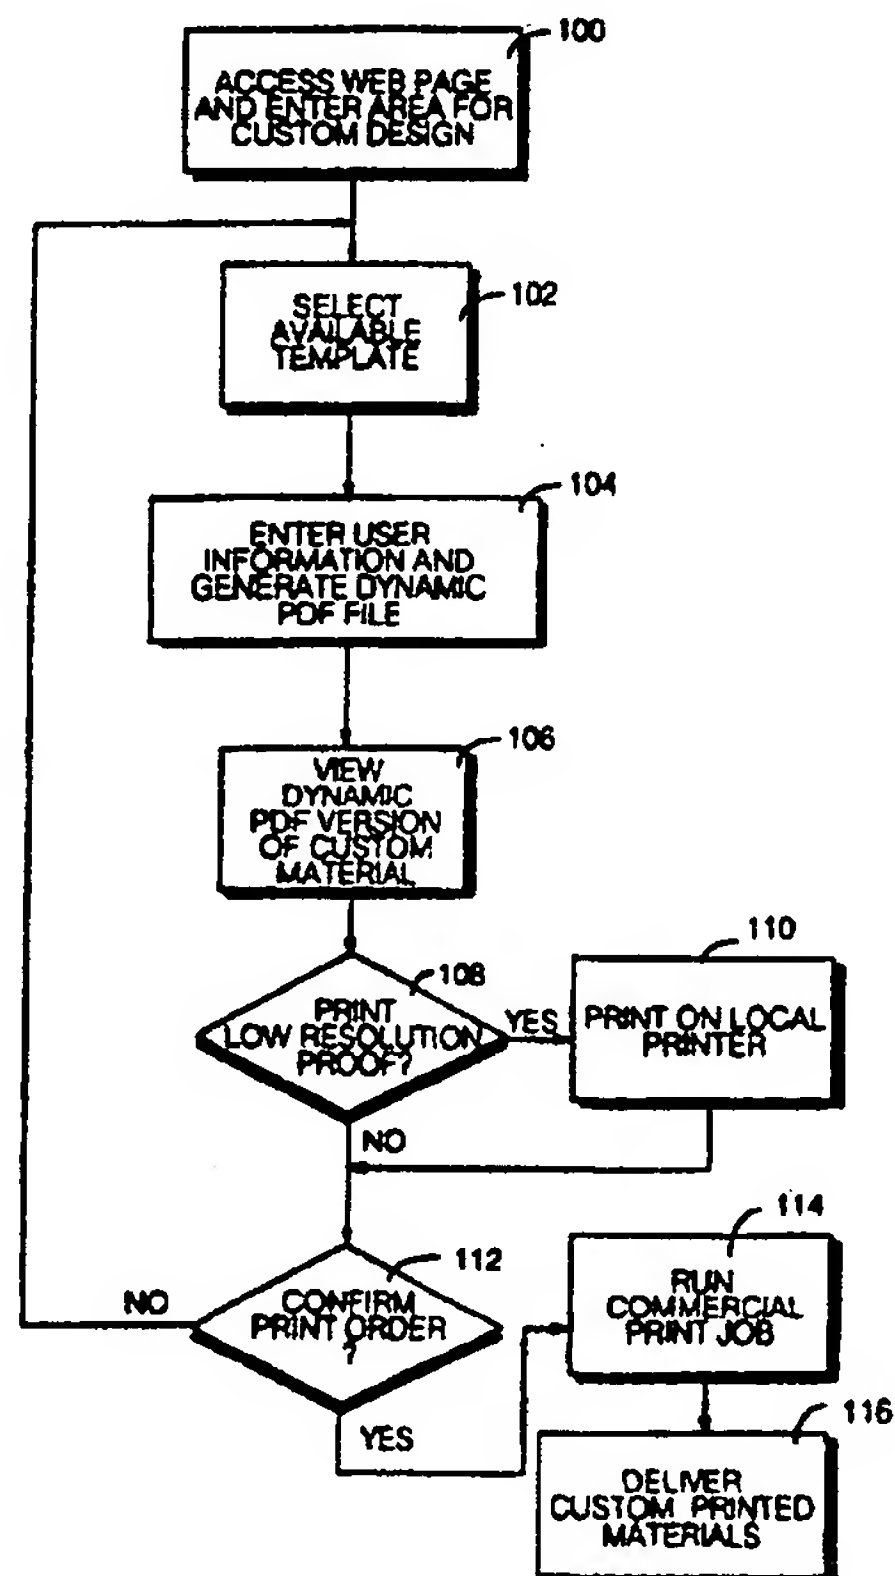 100
ACCESS WEB PAGE
AND ENTER AREA FOR
CUSTOM DESIGN
102
SELECT
AVAILABLE
TEMPLATE
104
ENTER USER
INFORMATION AND
GENERATE DYNAMIC
PDF FILE
106
VIEW
DYNAMIC
PDF VERSION
OF CUSTOM
MATERIAL
108
PRINT
LOW RESOLUTION
PROOF?
YES
110
PRINT ON LOCAL
PRINTER
NO
112
CONFIRM
PRINT ORDER
?
NO
YES
114
RUN
COMMERCIAL
PRINT JOB
116
DELIVER
CUSTOM PRINTED
MATERIALS